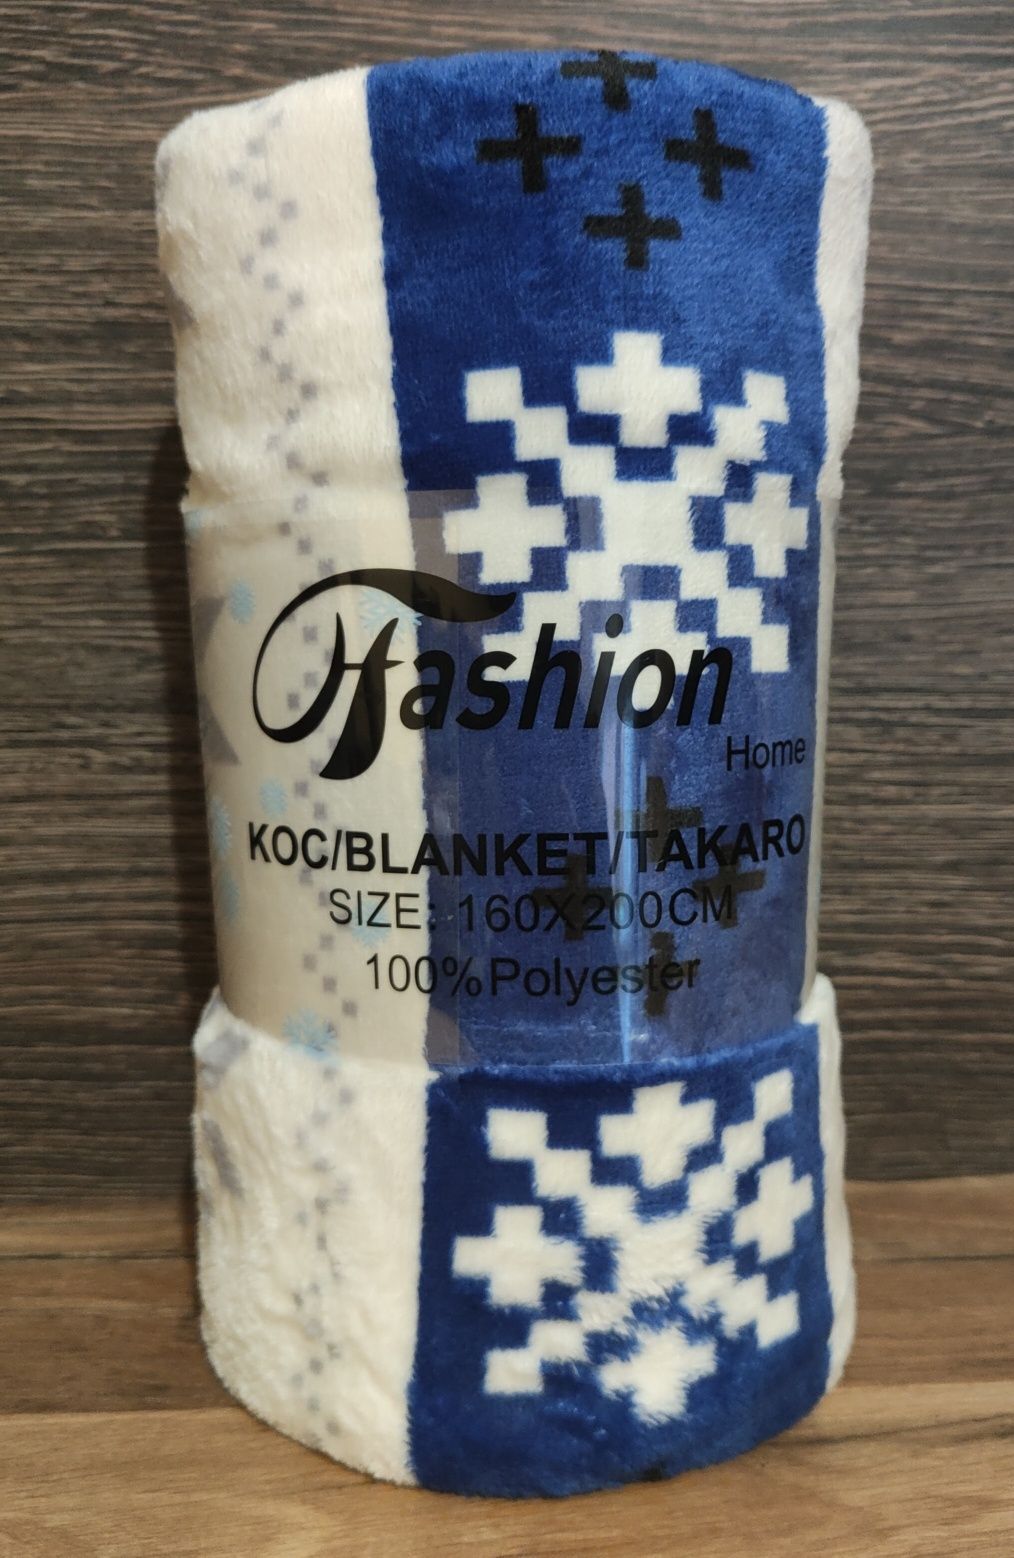 Fashion
Home
KOC/BLANKET/TAKARO
SIZE: 160X200CM
100%Polyester